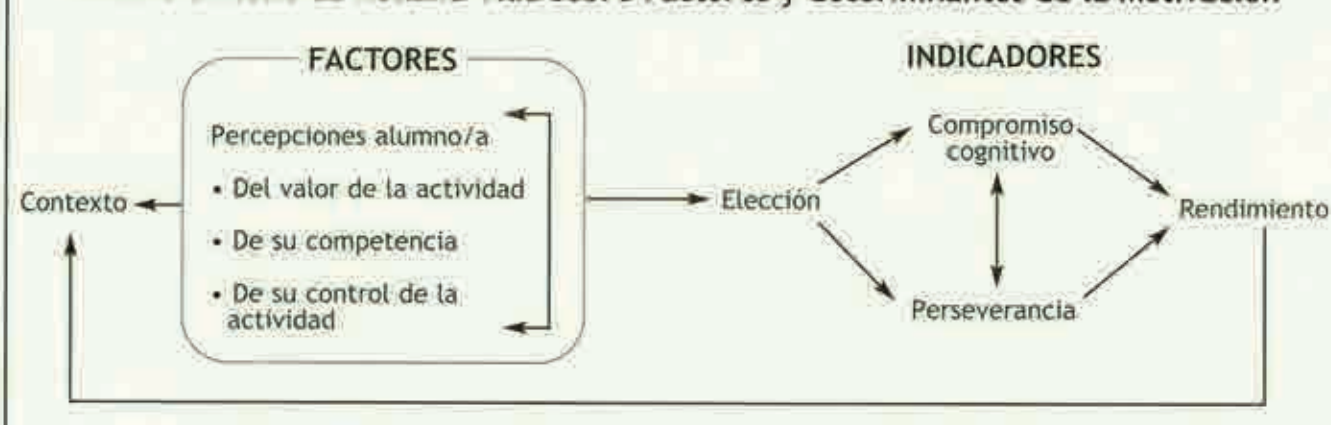 FACTORES
INDICADORES
Percepciones alumno/a
• Del valor de la actividad
• De su competencia
• De su control de la
actividad
Contexto
Elección
Compromiso
cognitivo
Perseverancia
Rendimiento